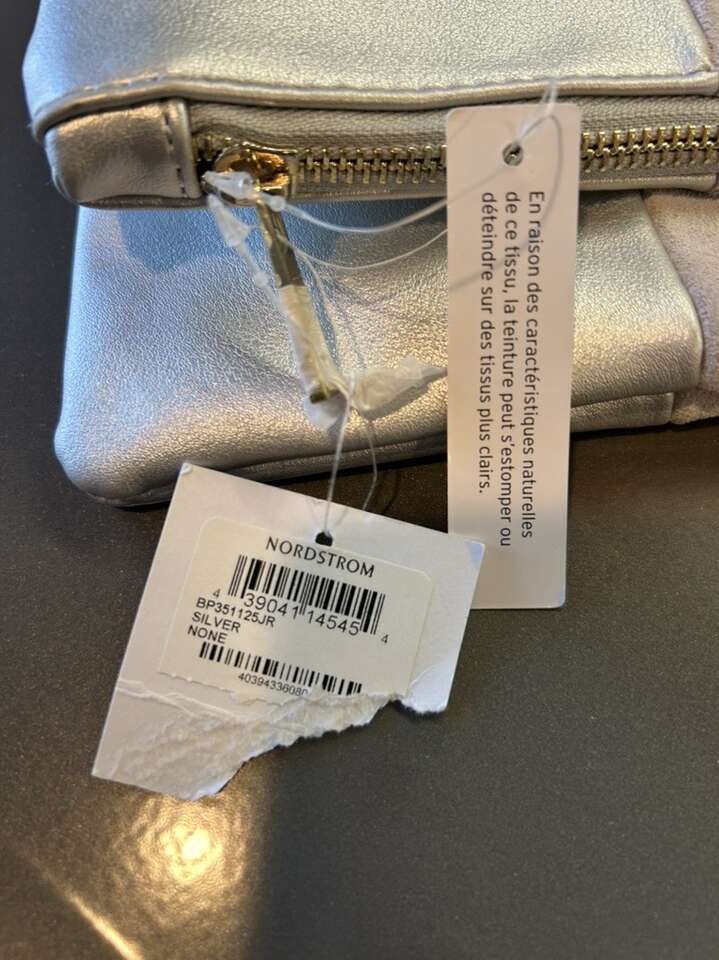 En raison des caractéristiques naturelles
de ce tissu, la teinture peut s'estomper ou
déteindre sur des tissus plus clairs.
NORDSTROM
4 39041 14545 4
BP351125JR
SILVER
NONE